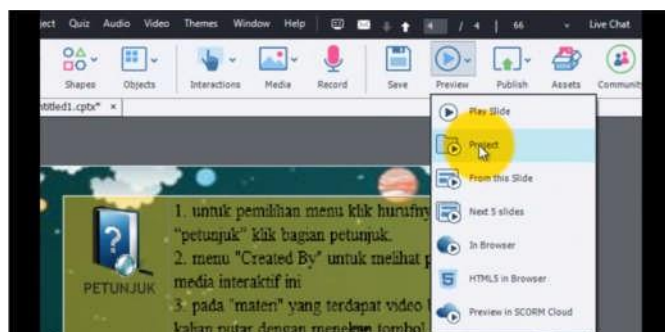 ject Quiz Audio Video Themes Window Help 4 / 4 | 66 Live Chat
Shapes Objects Interactions Media Record Save Preview Publish Assets Communit
ntitled1.cptx* ×
Play Slide
Project
From this Slide
Next 5 slides
In Browser
HTML5 in Browser
Preview in SCORM Cloud
PETUNJUK
1. untuk pemilihan menu klik hurufny
"petunjuk" klik bagian petunjuk.
2. menu "Created By" untuk melihat p
media interaktif ini
3. pada "materi" yang terdapat video
kalian putar dengan menekan tombol